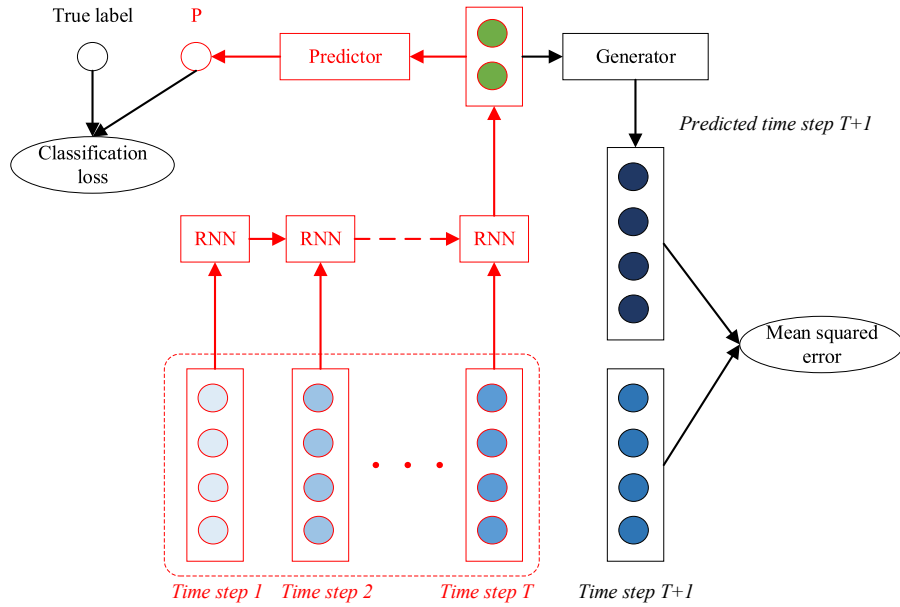 True label
P
Predictor
Generator
Predicted time step T+1
Classification
loss
RNN
RNN
RNN
Mean squared
error
Time step 1
Time step 2
Time step T
Time step T+1